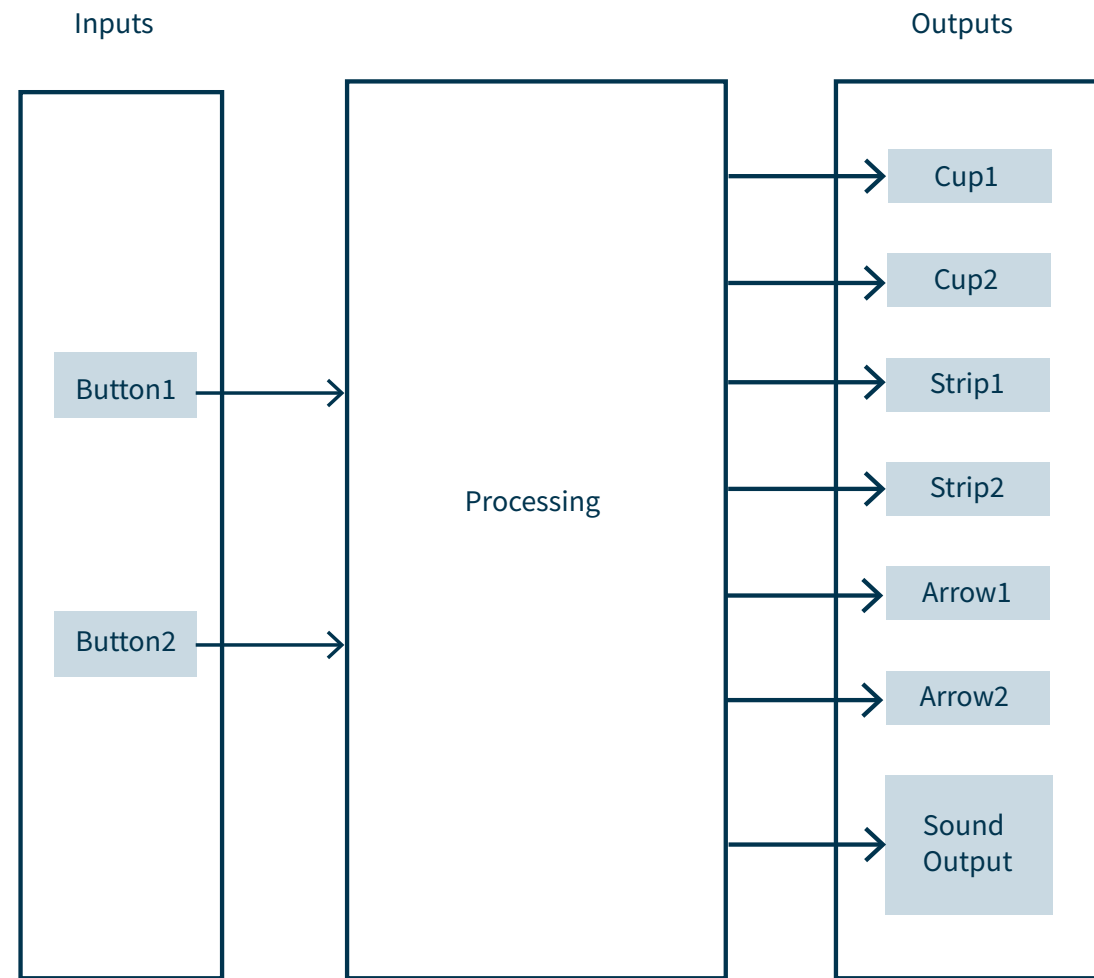 Inputs
Outputs
Button1
Button2
Processing
Cup1
Cup2
Strip1
Strip2
Arrow1
Arrow2
Sound
Output